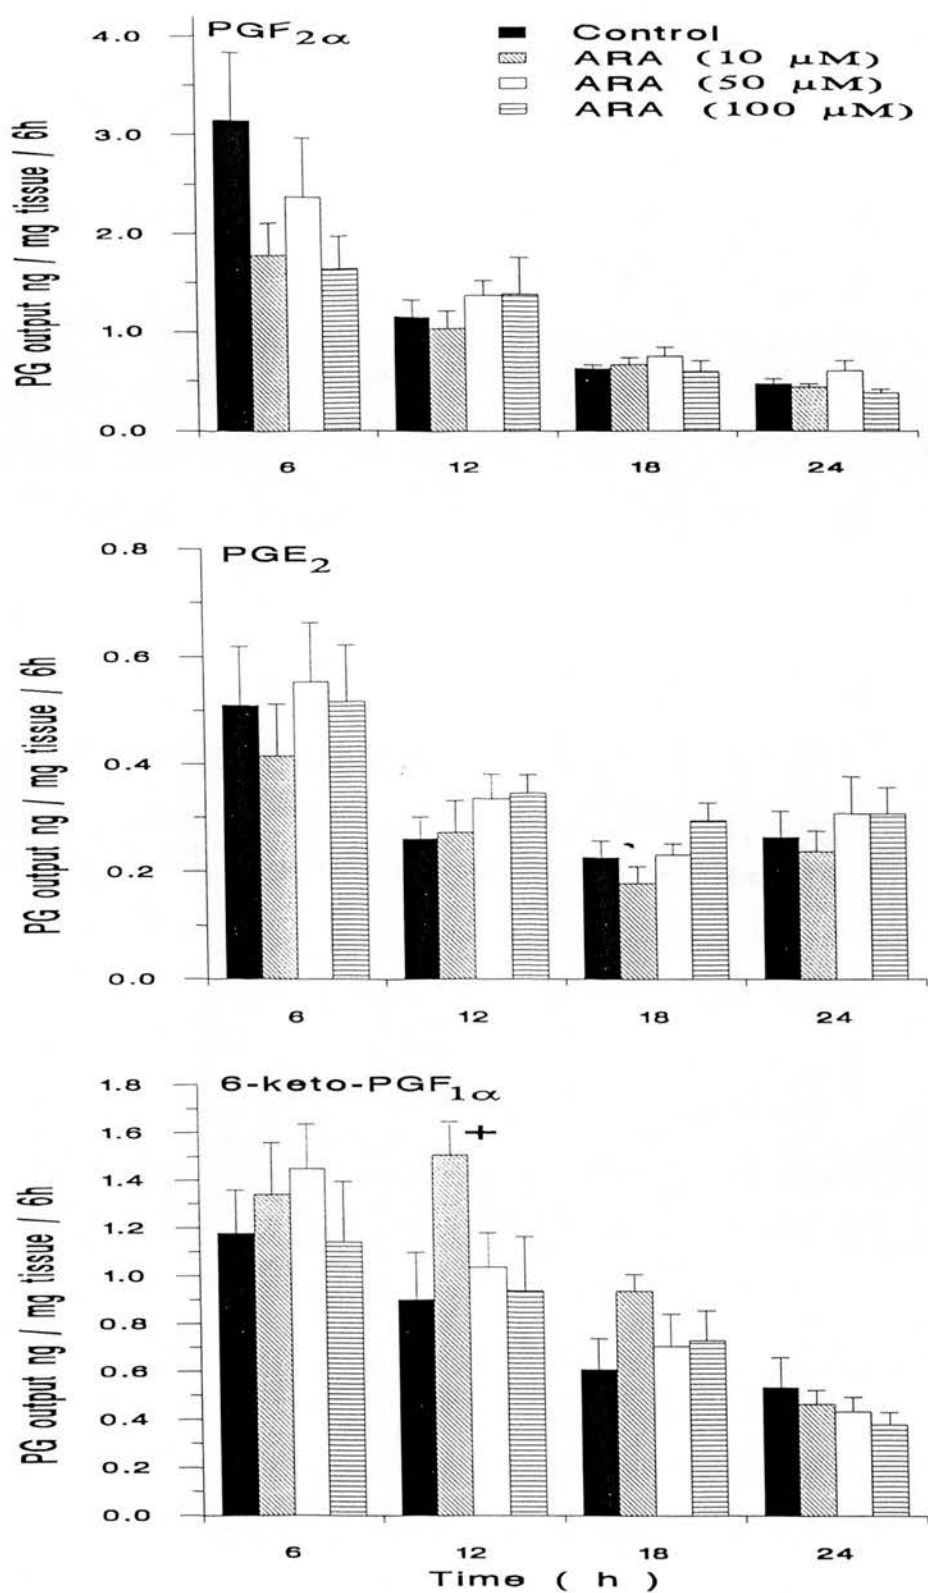 PGF2α
Control
ARA (10 μM)
ARA (50 μM)
ARA (100 μM)
4.0
3.0
2.0
1.0
0.0
PG output ng / mg tissue / 6h
6 12 18 24
PGE2
0.8
0.6
0.4
0.2
0.0
PG output ng / mg tissue / 6h
6 12 18 24
6-keto-PGF1α
1.8
1.6
1.4
1.2
1.0
0.8
0.6
0.4
0.2
0.0
+
PG output ng / mg tissue / 6h
6 12 18 24
Time ( h )